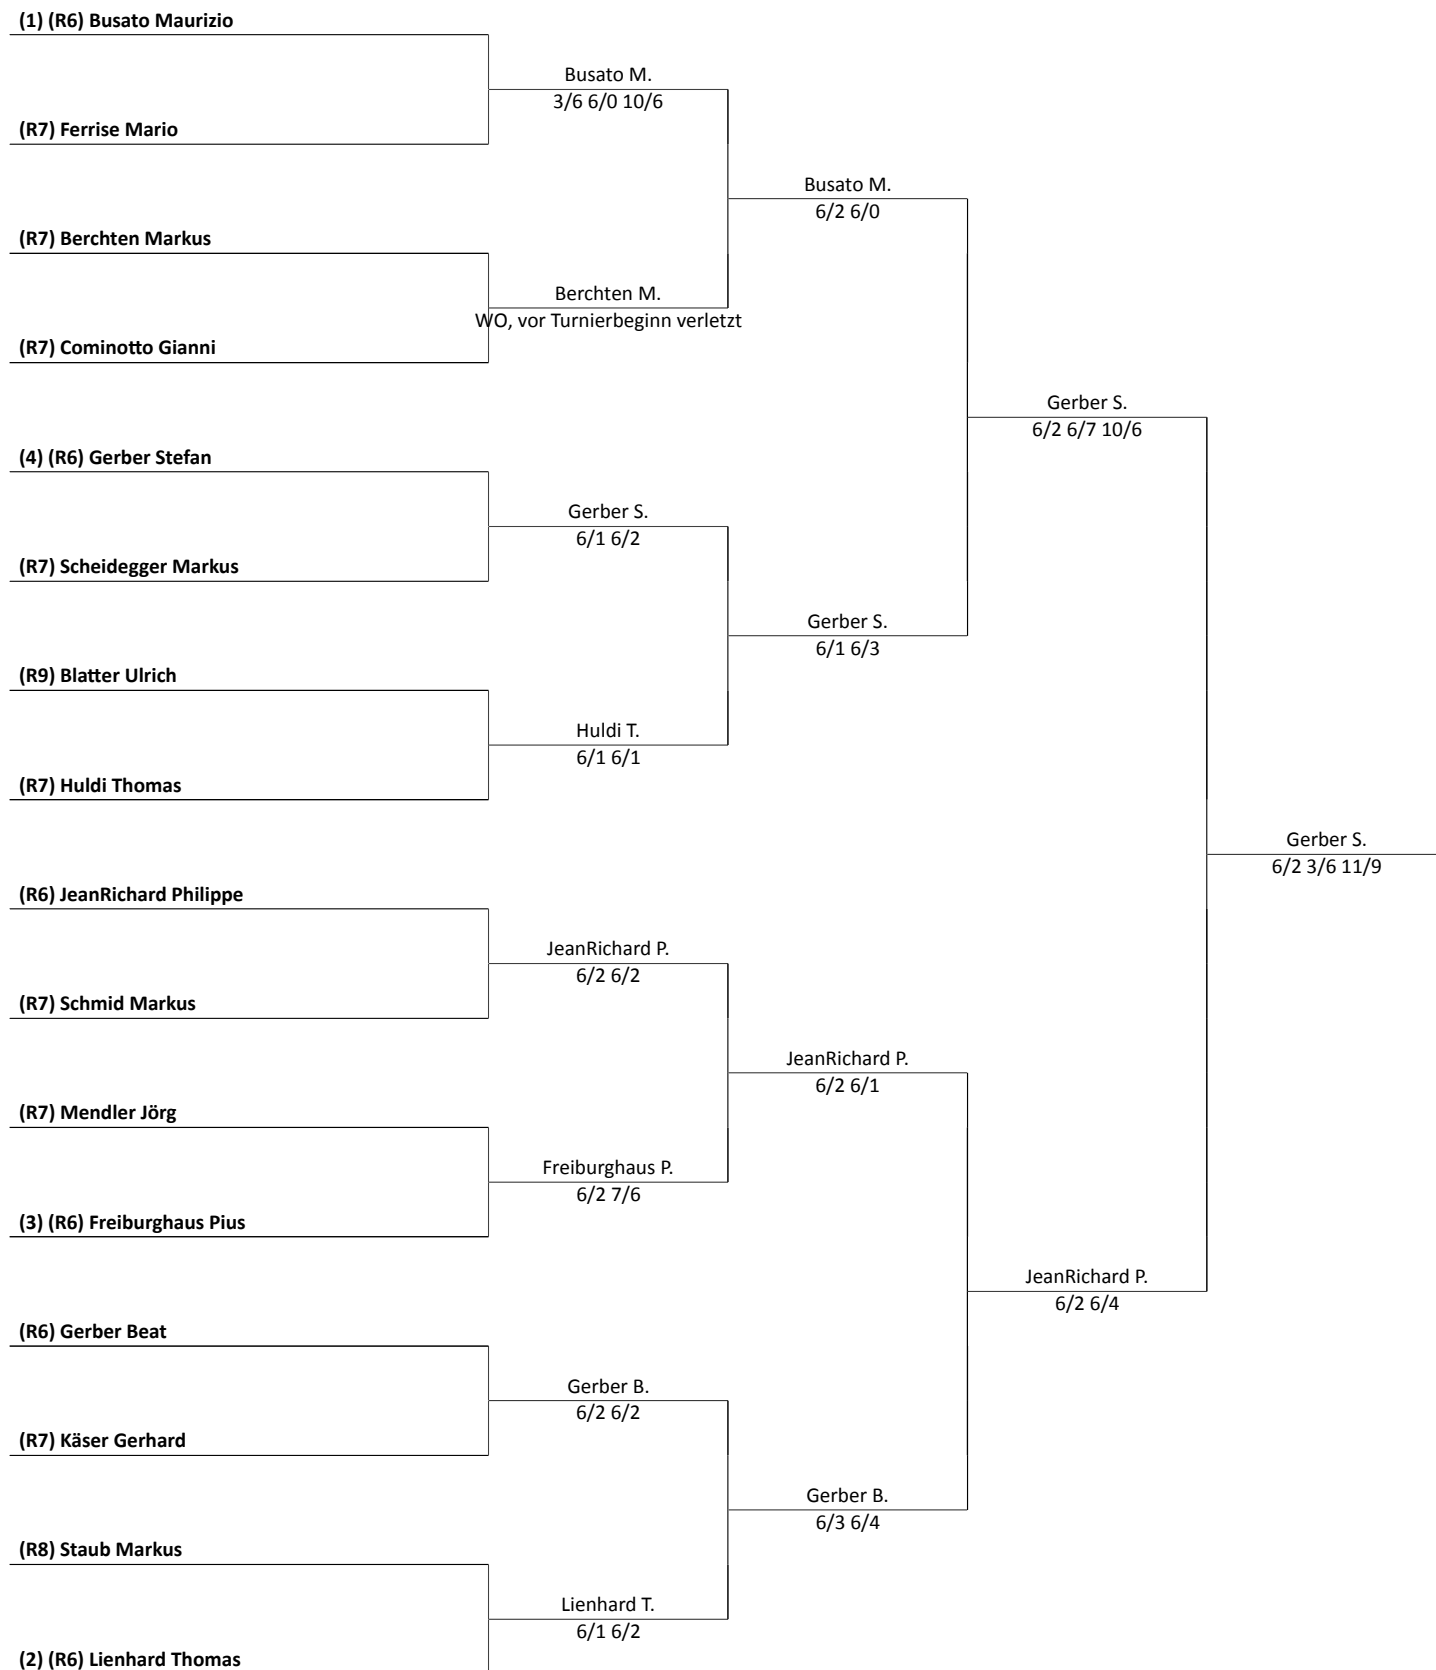 (1) (R6) Busato Maurizio
Busato M.
3/6 6/0 10/6
(R7) Ferrise Mario
Busato M.
6/2 6/0
(R7) Berchten Markus
Berchten M.
WO, vor Turnierbeginn verletzt
(R7) Cominotto Gianni
Gerber S.
6/2 6/7 10/6
(4) (R6) Gerber Stefan
Gerber S.
6/1 6/2
(R7) Scheidegger Markus
Gerber S.
6/1 6/3
(R9) Blatter Ulrich
Huldi T.
6/1 6/1
(R7) Huldi Thomas
Gerber S.
6/2 3/6 11/9
(R6) JeanRichard Philippe
JeanRichard P.
6/2 6/2
(R7) Schmid Markus
JeanRichard P.
6/2 6/1
(R7) Mendler Jörg
Freiburghaus P.
6/2 7/6
(3) (R6) Freiburghaus Pius
JeanRichard P.
6/2 6/4
(R6) Gerber Beat
Gerber B.
6/2 6/2
(R7) Käser Gerhard
Gerber B.
6/3 6/4
(R8) Staub Markus
Lienhard T.
6/1 6/2
(2) (R6) Lienhard Thomas